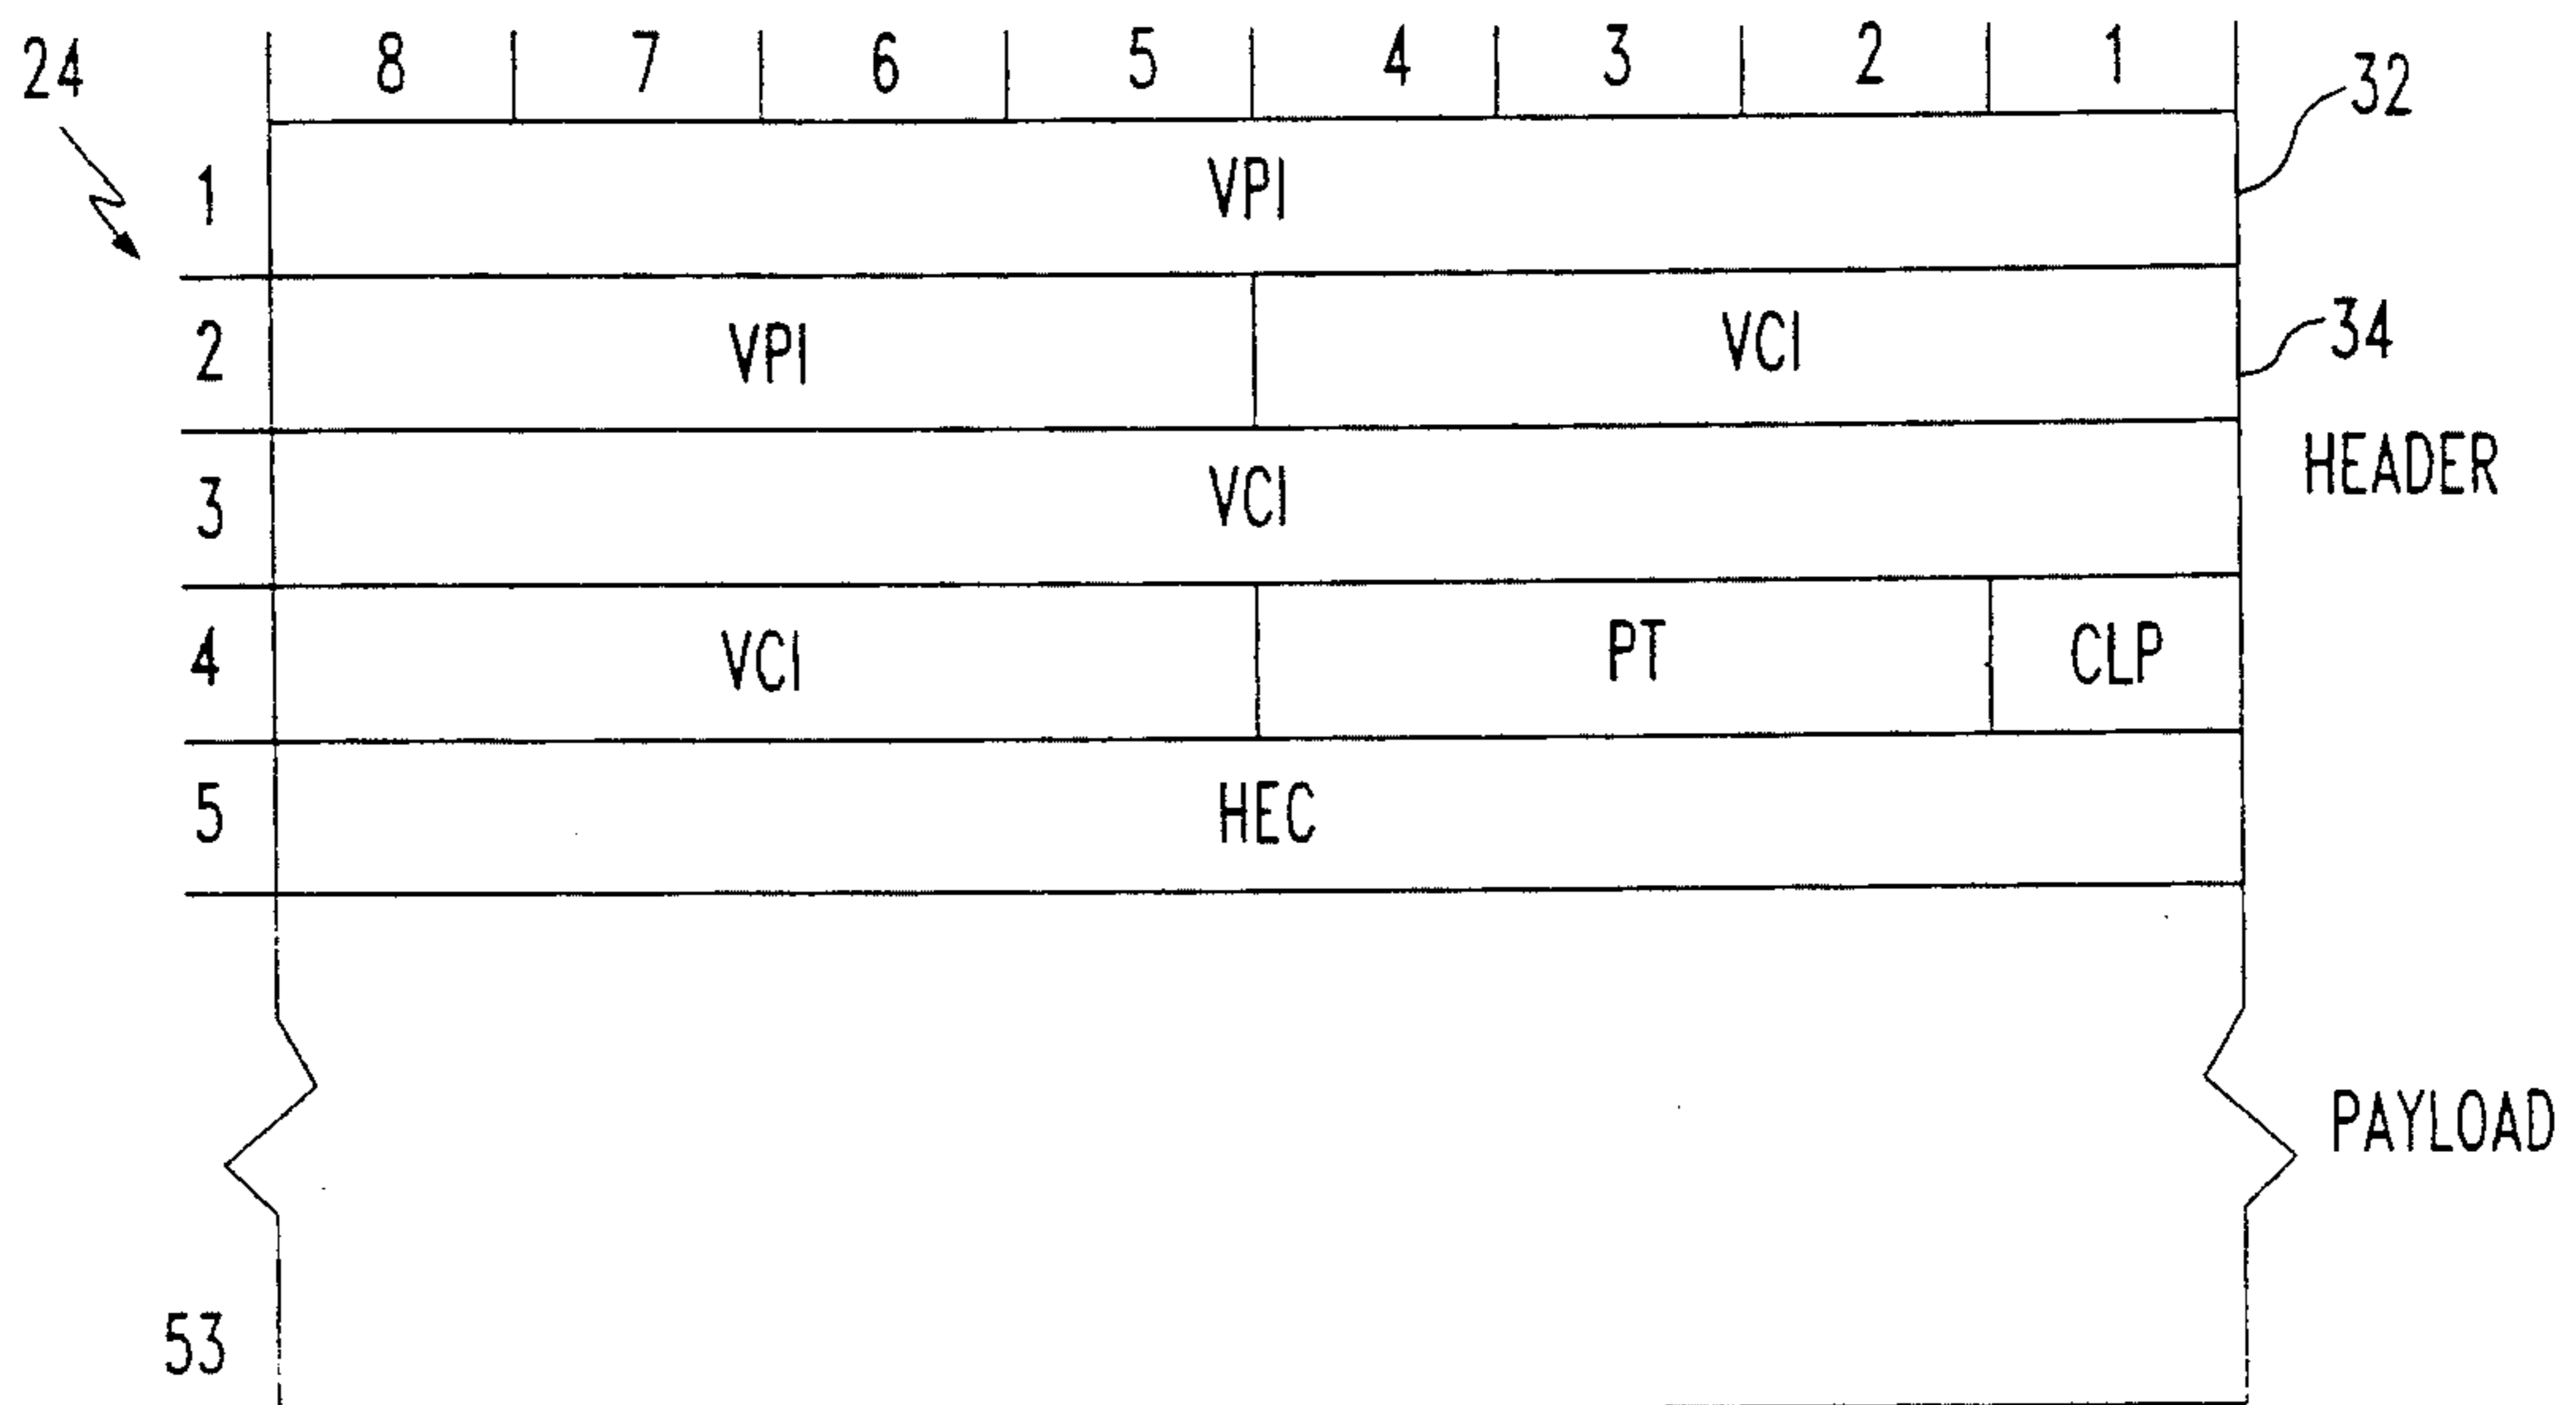 24 8 7 6 5 4 3 2 1
32
1 VPI
2 VPI VCI 34
3 VCI HEADER
4 VCI PT CLP
5 HEC
PAYLOAD
53